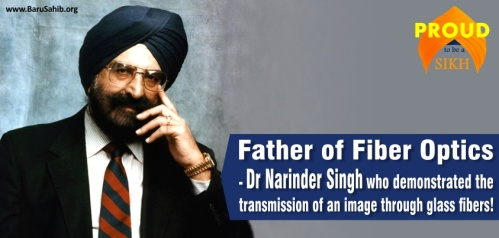 www.BaruSahib.org
PROUD
to be a
SIKH
Father of Fiber Optics
- Dr Narinder Singh who demonstrated the
transmission of an image through glass fibers!